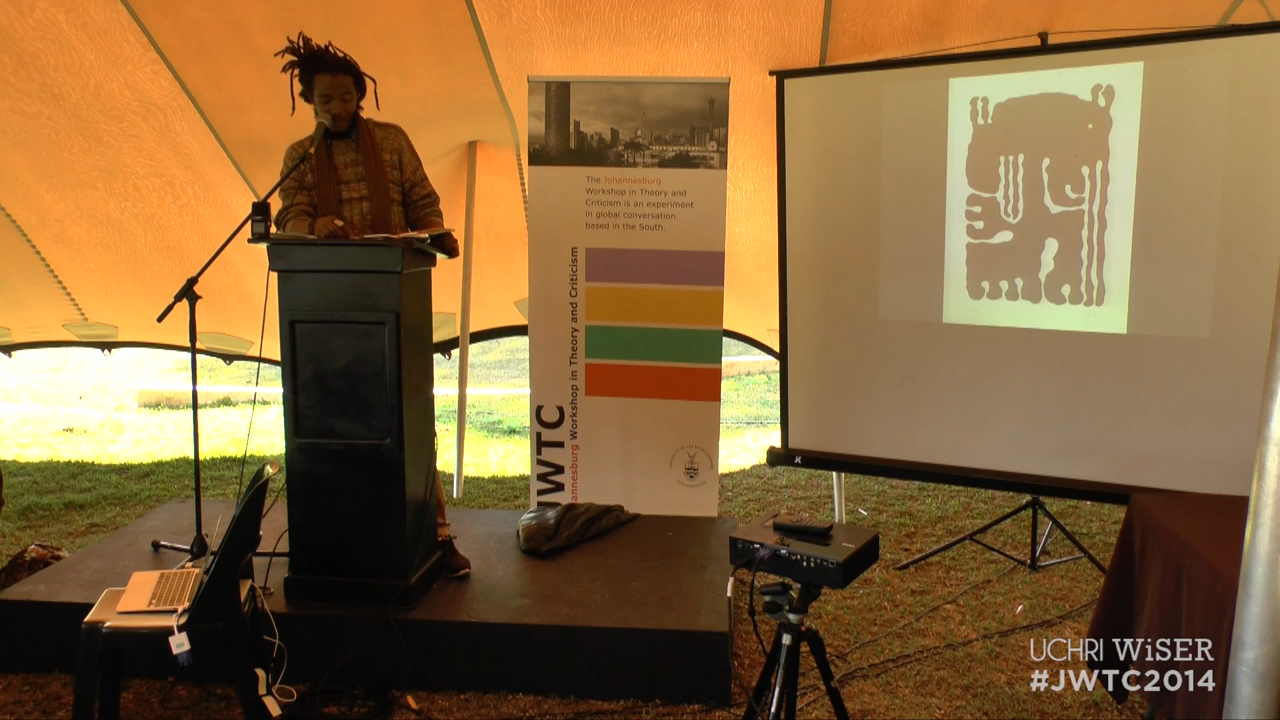 The Johannesburg
Workshop in Theory and
Criticism is an experiment
in global conversation
based in the South.
JWTC
annesburg Workshop in Theory and Criticism
UCHRI WiSER
#JWTC2014